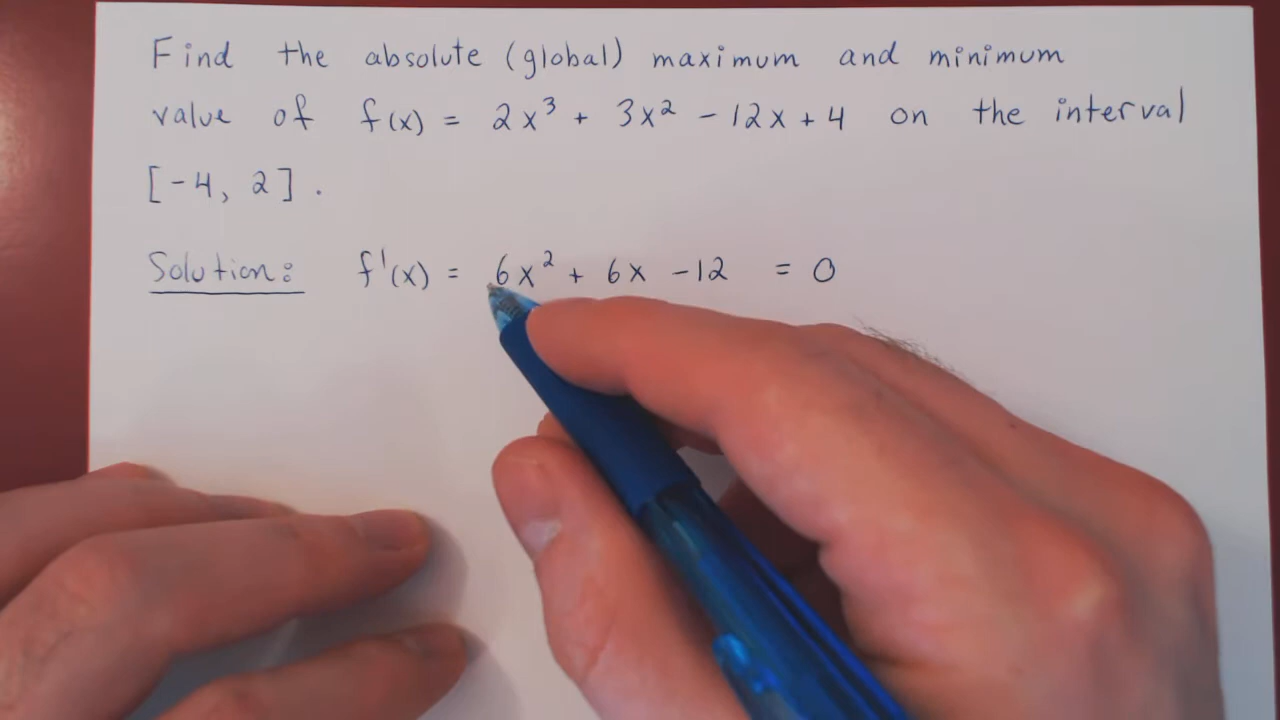 Find the absolute (global) maximum and minimum
value of f(x) = 2x³ + 3x² - 12x + 4 on the interval
[-4, 2].
Solution: f'(x) = 6x² + 6x - 12 = 0